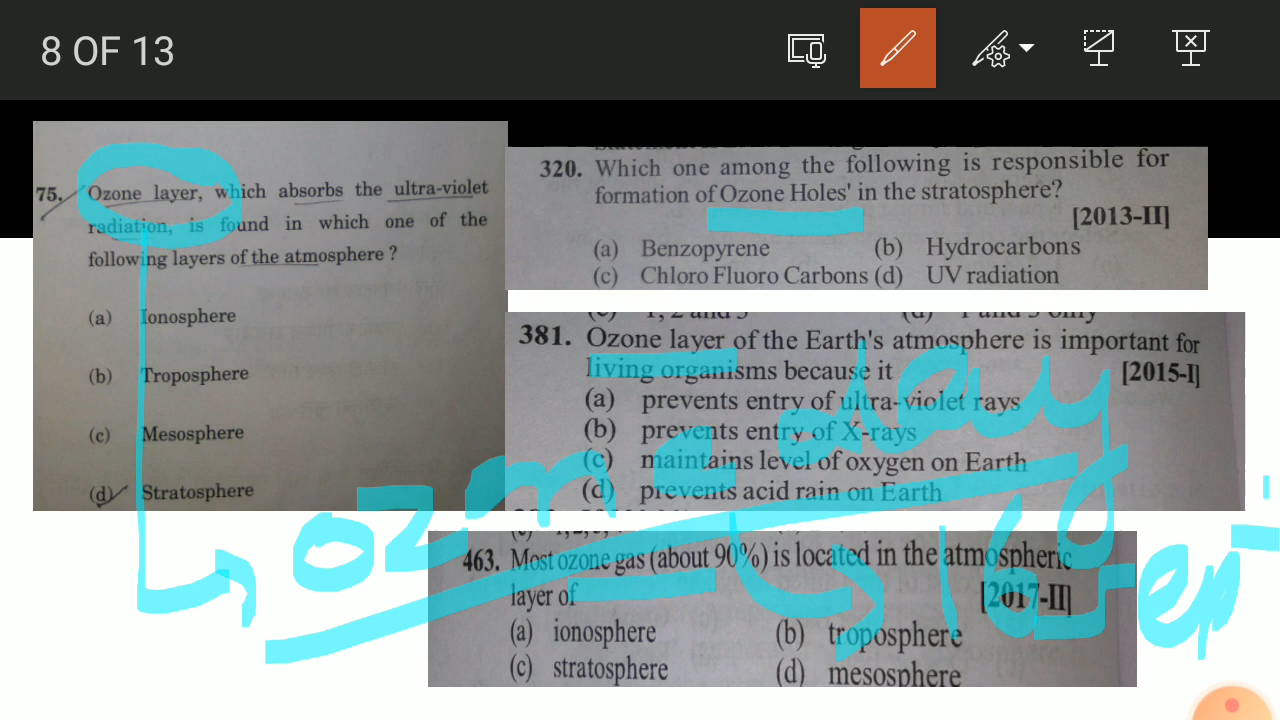 8 OF 13
75. Ozone layer, which absorbs the ultra-violet
radiation, is found in which one of the
following layers of the atmosphere ?
(a) Ionosphere
(b) Troposphere
(c) Mesosphere
(d) Stratosphere
320. Which one among the following is responsible for
formation of Ozone Holes' in the stratosphere?
[2013-II]
(a) Benzopyrene (b) Hydrocarbons
(c) Chloro Fluoro Carbons (d) UV radiation
381. Ozone layer of the Earth's atmosphere is important for
living organisms because it [2015-I]
(a) prevents entry of ultra-violet rays
(b) prevents entry of X-rays
(c) maintains level of oxygen on Earth
(d) prevents acid rain on Earth
463. Most ozone gas (about 90%) is located in the atmospheric
layer of [2017-II]
(a) ionosphere (b) troposphere
(c) stratosphere (d) mesosphere
ozone day
16 sep